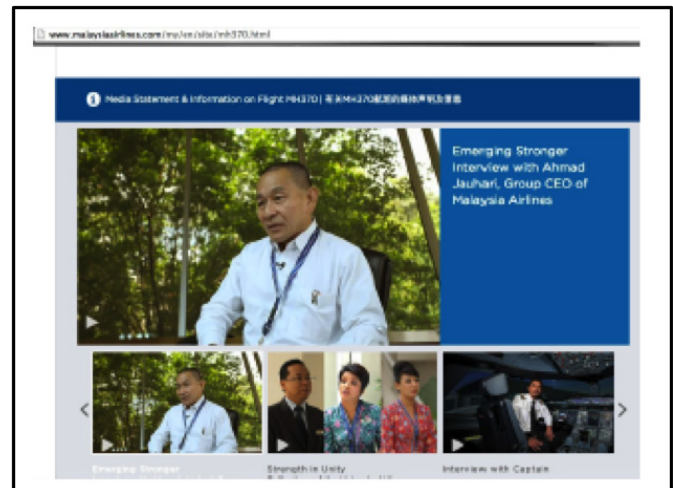 www.malaysiaairlines.com/my/en/site/mh370.html
Media Statement & Information on Flight MH370 | 有关MH370航班的媒体声明及信息
Emerging Stronger
Interview with Ahmad
Jauhari, Group CEO of
Malaysia Airlines
Emerging Stronger
Strength in Unity
Interview with Captain